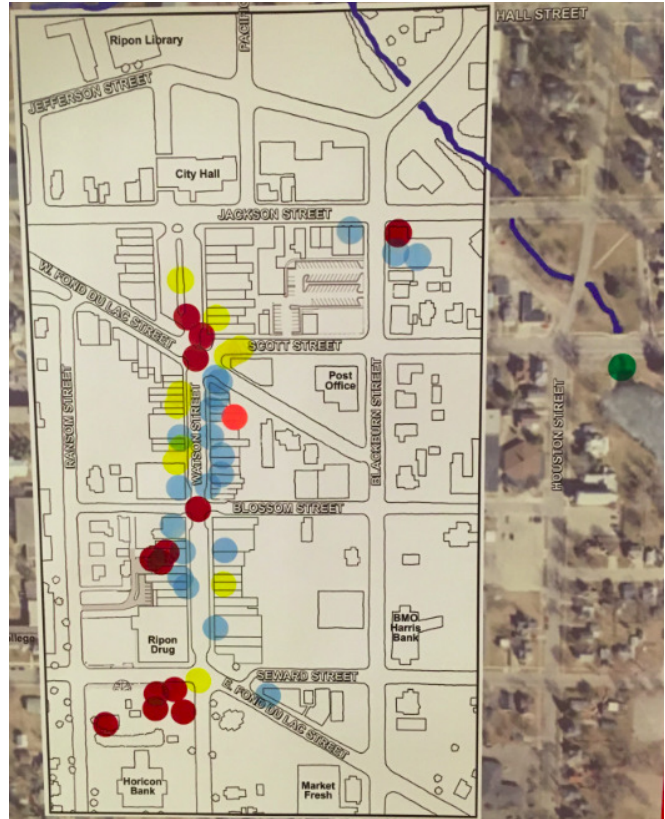 HALL STREET
PACIFIC
Ripon Library
JEFFERSON STREET
City Hall
JACKSON STREET
W. FOND DU LAC STREET
SCOTT STREET
Post
Office
RANSOM STREET
WATSON STREET
BLACKBURN STREET
HOUSTON STREET
BLOSSOM STREET
BMO
Harris
Bank
Ripon
Drug
SEWARD STREET
E. FOND DU LAC STREET
Horicon
Bank
Market
Fresh